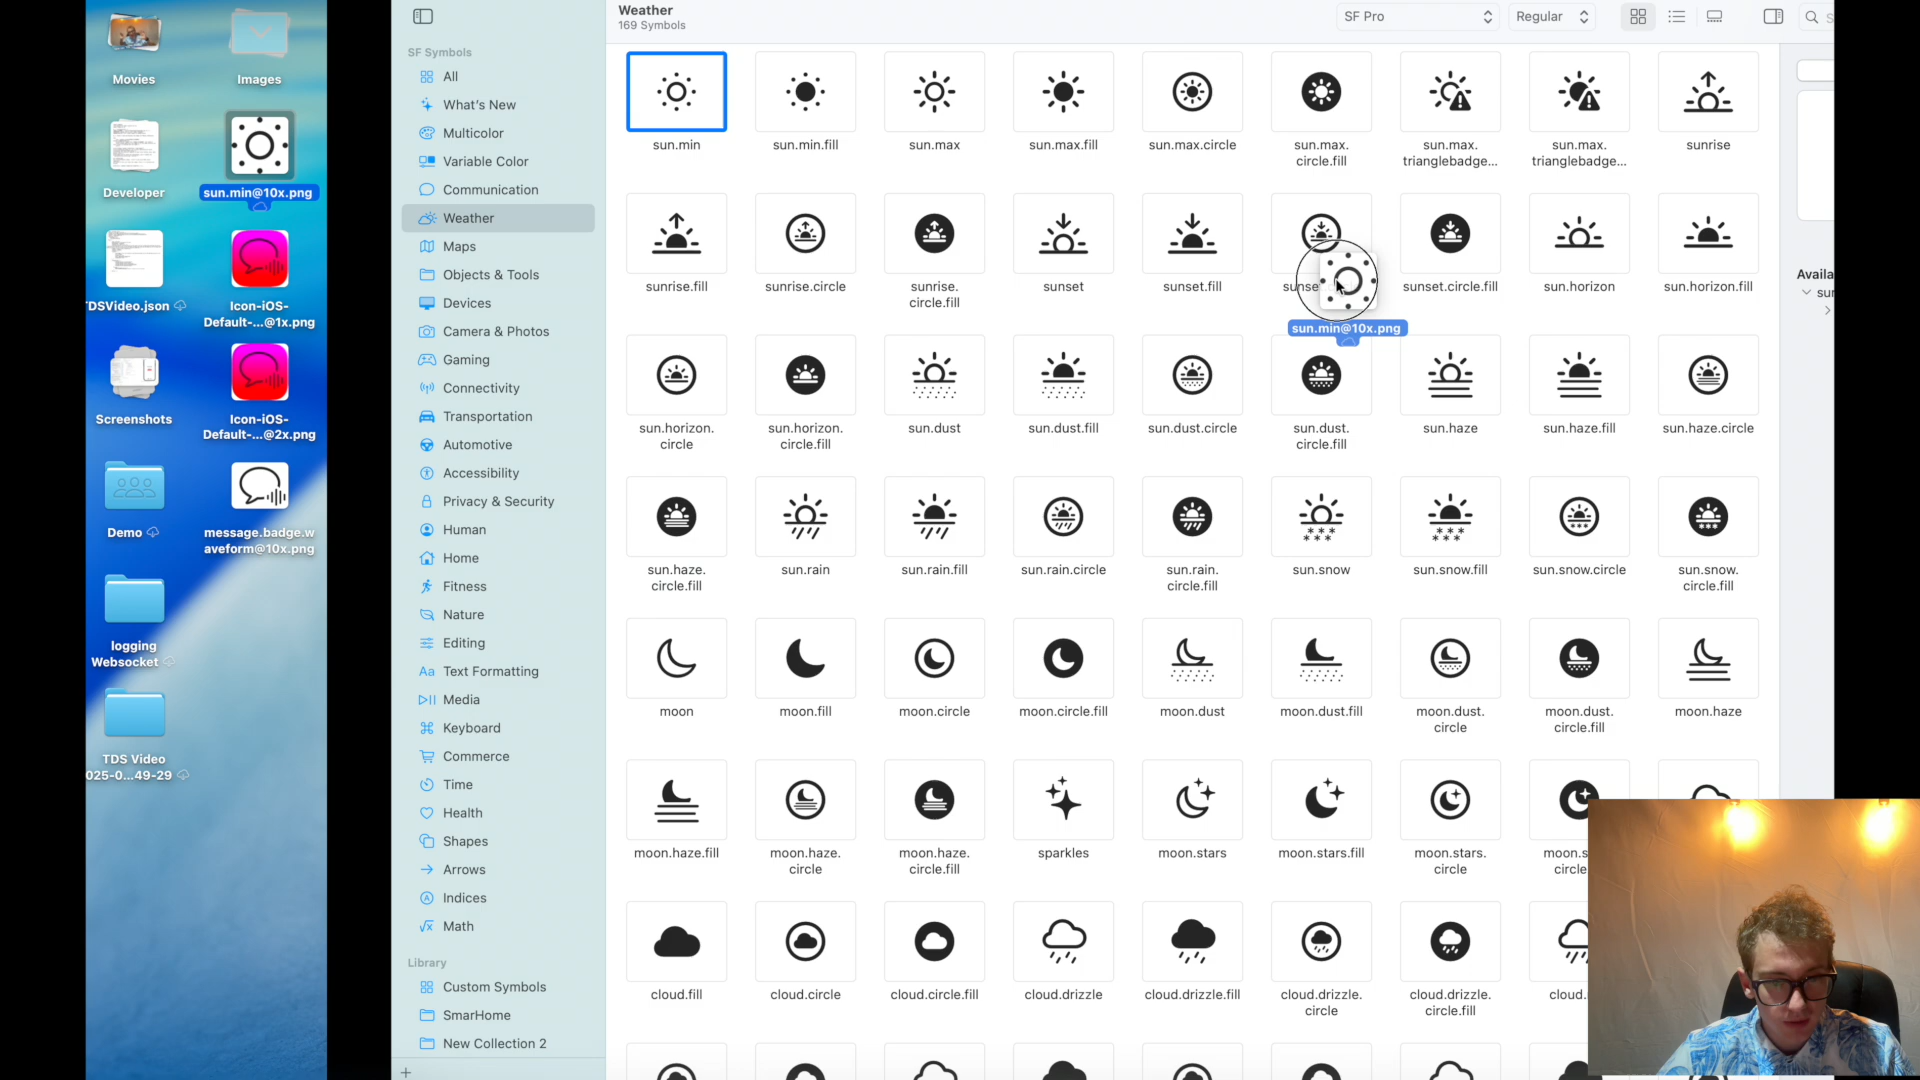 Movies
Images
Developer
sun.min@10x.png
TDSVideo.json
Icon-iOS-
Default-...@1x.png
Screenshots
Icon-iOS-
Default-...@2x.png
Demo
message.badge.w
aveform@10x.png
logging
Websocket
TDS Video
025-0...49-29
SF Symbols
All
What's New
Multicolor
Variable Color
Communication
Weather
Maps
Objects & Tools
Devices
Camera & Photos
Gaming
Connectivity
Transportation
Automotive
Accessibility
Privacy & Security
Human
Home
Fitness
Nature
Editing
Aa Text Formatting
Media
Keyboard
Commerce
Time
Health
Shapes
Arrows
Indices
Math
Library
Custom Symbols
SmarHome
New Collection 2
Weather
169 Symbols
SF Pro
Regular
sun.min
sun.min.fill
sun.max
sun.max.fill
sun.max.circle
sun.max.
circle.fill
sun.max.
trianglebadge...
sun.max.
trianglebadge...
sunrise
sunrise.fill
sunrise.circle
sunrise.
circle.fill
sunset
sunset.fill
sunse
sun.min@10x.png
sunset.circle.fill
sun.horizon
sun.horizon.fill
sun.horizon.
circle
sun.horizon.
circle.fill
sun.dust
sun.dust.fill
sun.dust.circle
sun.dust.
circle.fill
sun.haze
sun.haze.fill
sun.haze.circle
sun.haze.
circle.fill
sun.rain
sun.rain.fill
sun.rain.circle
sun.rain.
circle.fill
sun.snow
sun.snow.fill
sun.snow.circle
sun.snow.
circle.fill
moon
moon.fill
moon.circle
moon.circle.fill
moon.dust
moon.dust.fill
moon.dust.
circle
moon.dust.
circle.fill
moon.haze
moon.haze.fill
moon.haze.
circle
moon.haze.
circle.fill
sparkles
moon.stars
moon.stars.fill
moon.stars.
circle
moon.s
circle
cloud.fill
cloud.circle
cloud.circle.fill
cloud.drizzle
cloud.drizzle.fill
cloud.drizzle.
circle
cloud.drizzle.
circle.fill
cloud.
Availa
sun